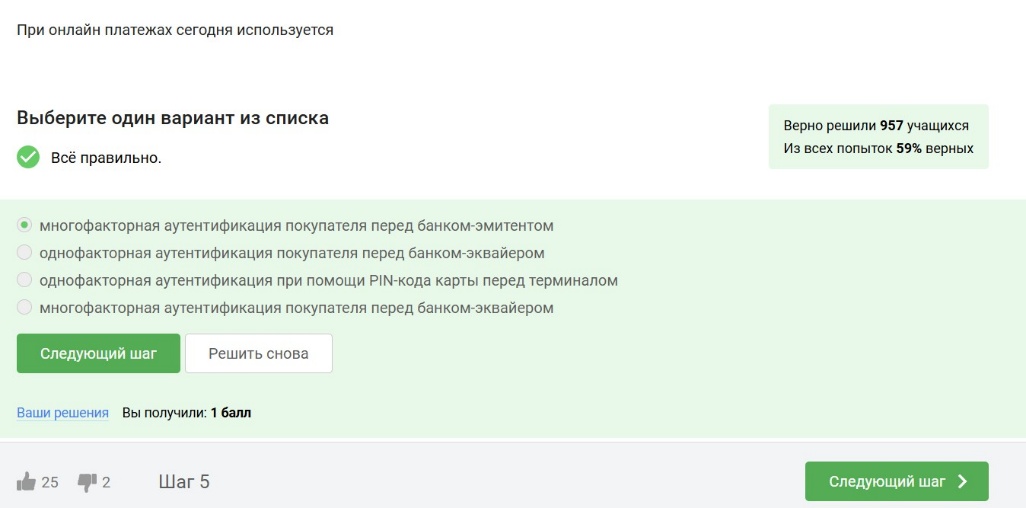 При онлайн платежах сегодня используется
Выберите один вариант из списка
Всё правильно.
Верно решили 957 учащихся
Из всех попыток 59% верных
многофакторная аутентификация покупателя перед банком-эмитентом
однофакторная аутентификация покупателя перед банком-эквайером
однофакторная аутентификация при помощи PIN-кода карты перед терминалом
многофакторная аутентификация покупателя перед банком-эквайером
Следующий шаг Решить снова
Ваши решения Вы получили: 1 балл
25 2 Шаг 5 Следующий шаг